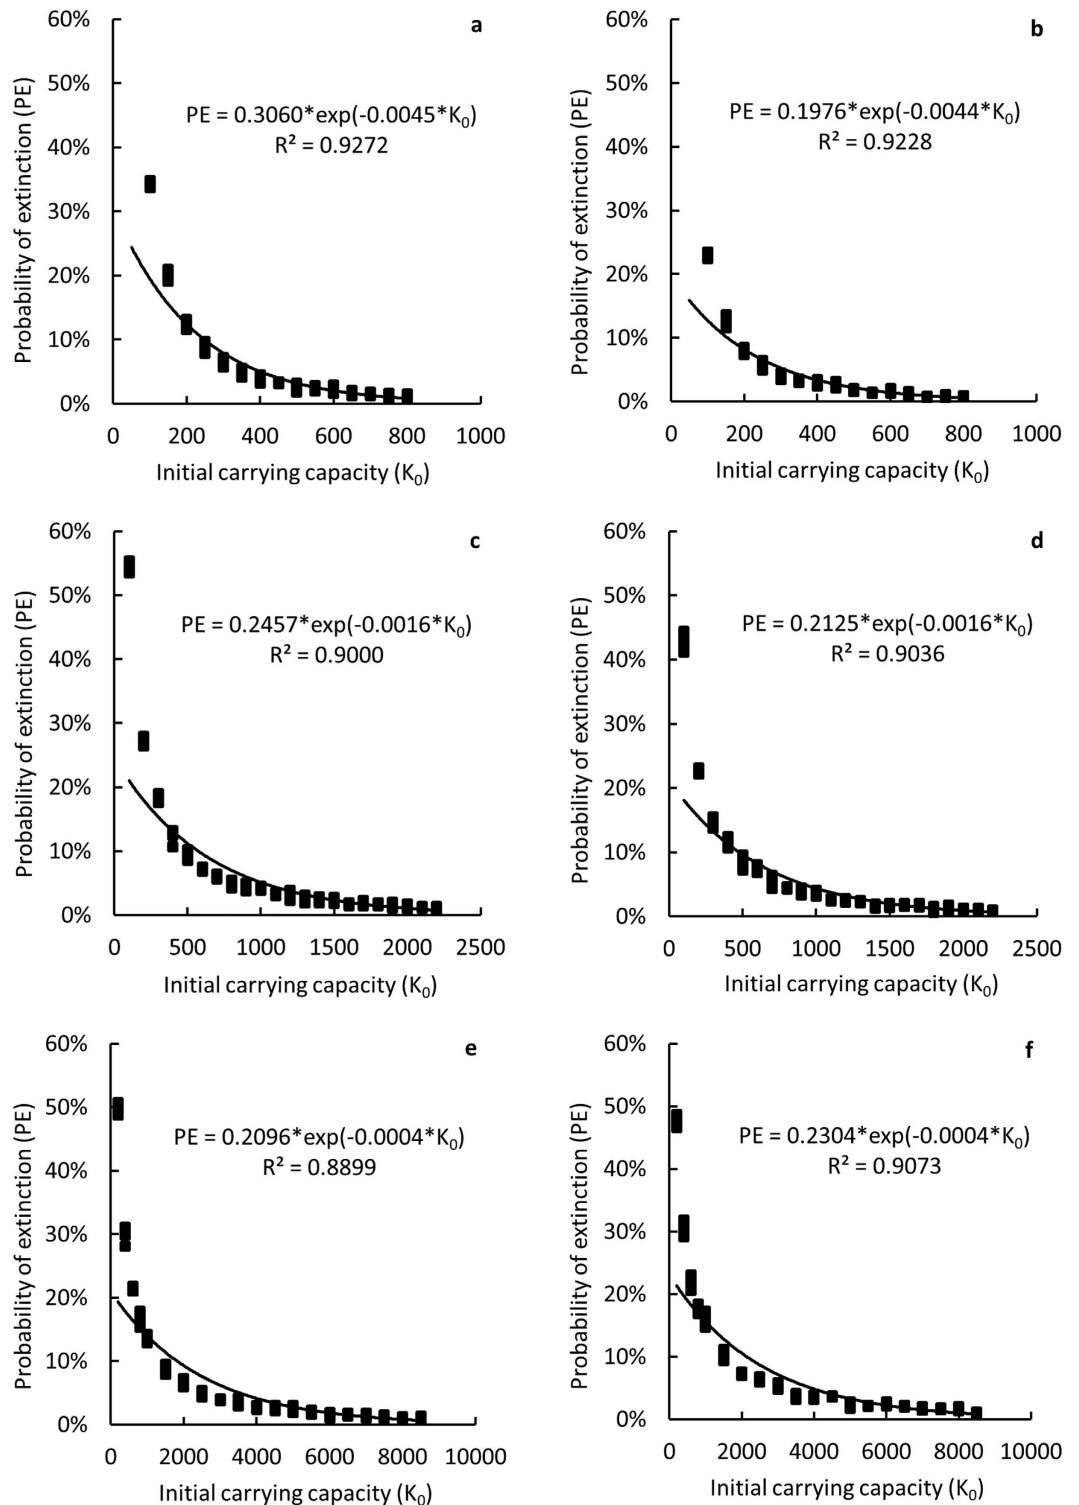 a
Probability of extinction (PE)
60%
50%
40%
30%
20%
10%
0%
PE = 0.3060*exp(-0.0045*K₀)
R² = 0.9272
0 200 400 600 800 1000
Initial carrying capacity (K₀)
b
Probability of extinction (PE)
60%
50%
40%
30%
20%
10%
0%
PE = 0.1976*exp(-0.0044*K₀)
R² = 0.9228
0 200 400 600 800 1000
Initial carrying capacity (K₀)
c
Probability of extinction (PE)
60%
50%
40%
30%
20%
10%
0%
PE = 0.2457*exp(-0.0016*K₀)
R² = 0.9000
0 500 1000 1500 2000 2500
Initial carrying capacity (K₀)
d
Probability of extinction (PE)
60%
50%
40%
30%
20%
10%
0%
PE = 0.2125*exp(-0.0016*K₀)
R² = 0.9036
0 500 1000 1500 2000 2500
Initial carrying capacity (K₀)
e
Probability of extinction (PE)
60%
50%
40%
30%
20%
10%
0%
PE = 0.2096*exp(-0.0004*K₀)
R² = 0.8899
0 2000 4000 6000 8000 10000
Initial carrying capacity (K₀)
f
Probability of extinction (PE)
60%
50%
40%
30%
20%
10%
0%
PE = 0.2304*exp(-0.0004*K₀)
R² = 0.9073
0 2000 4000 6000 8000 10000
Initial carrying capacity (K₀)